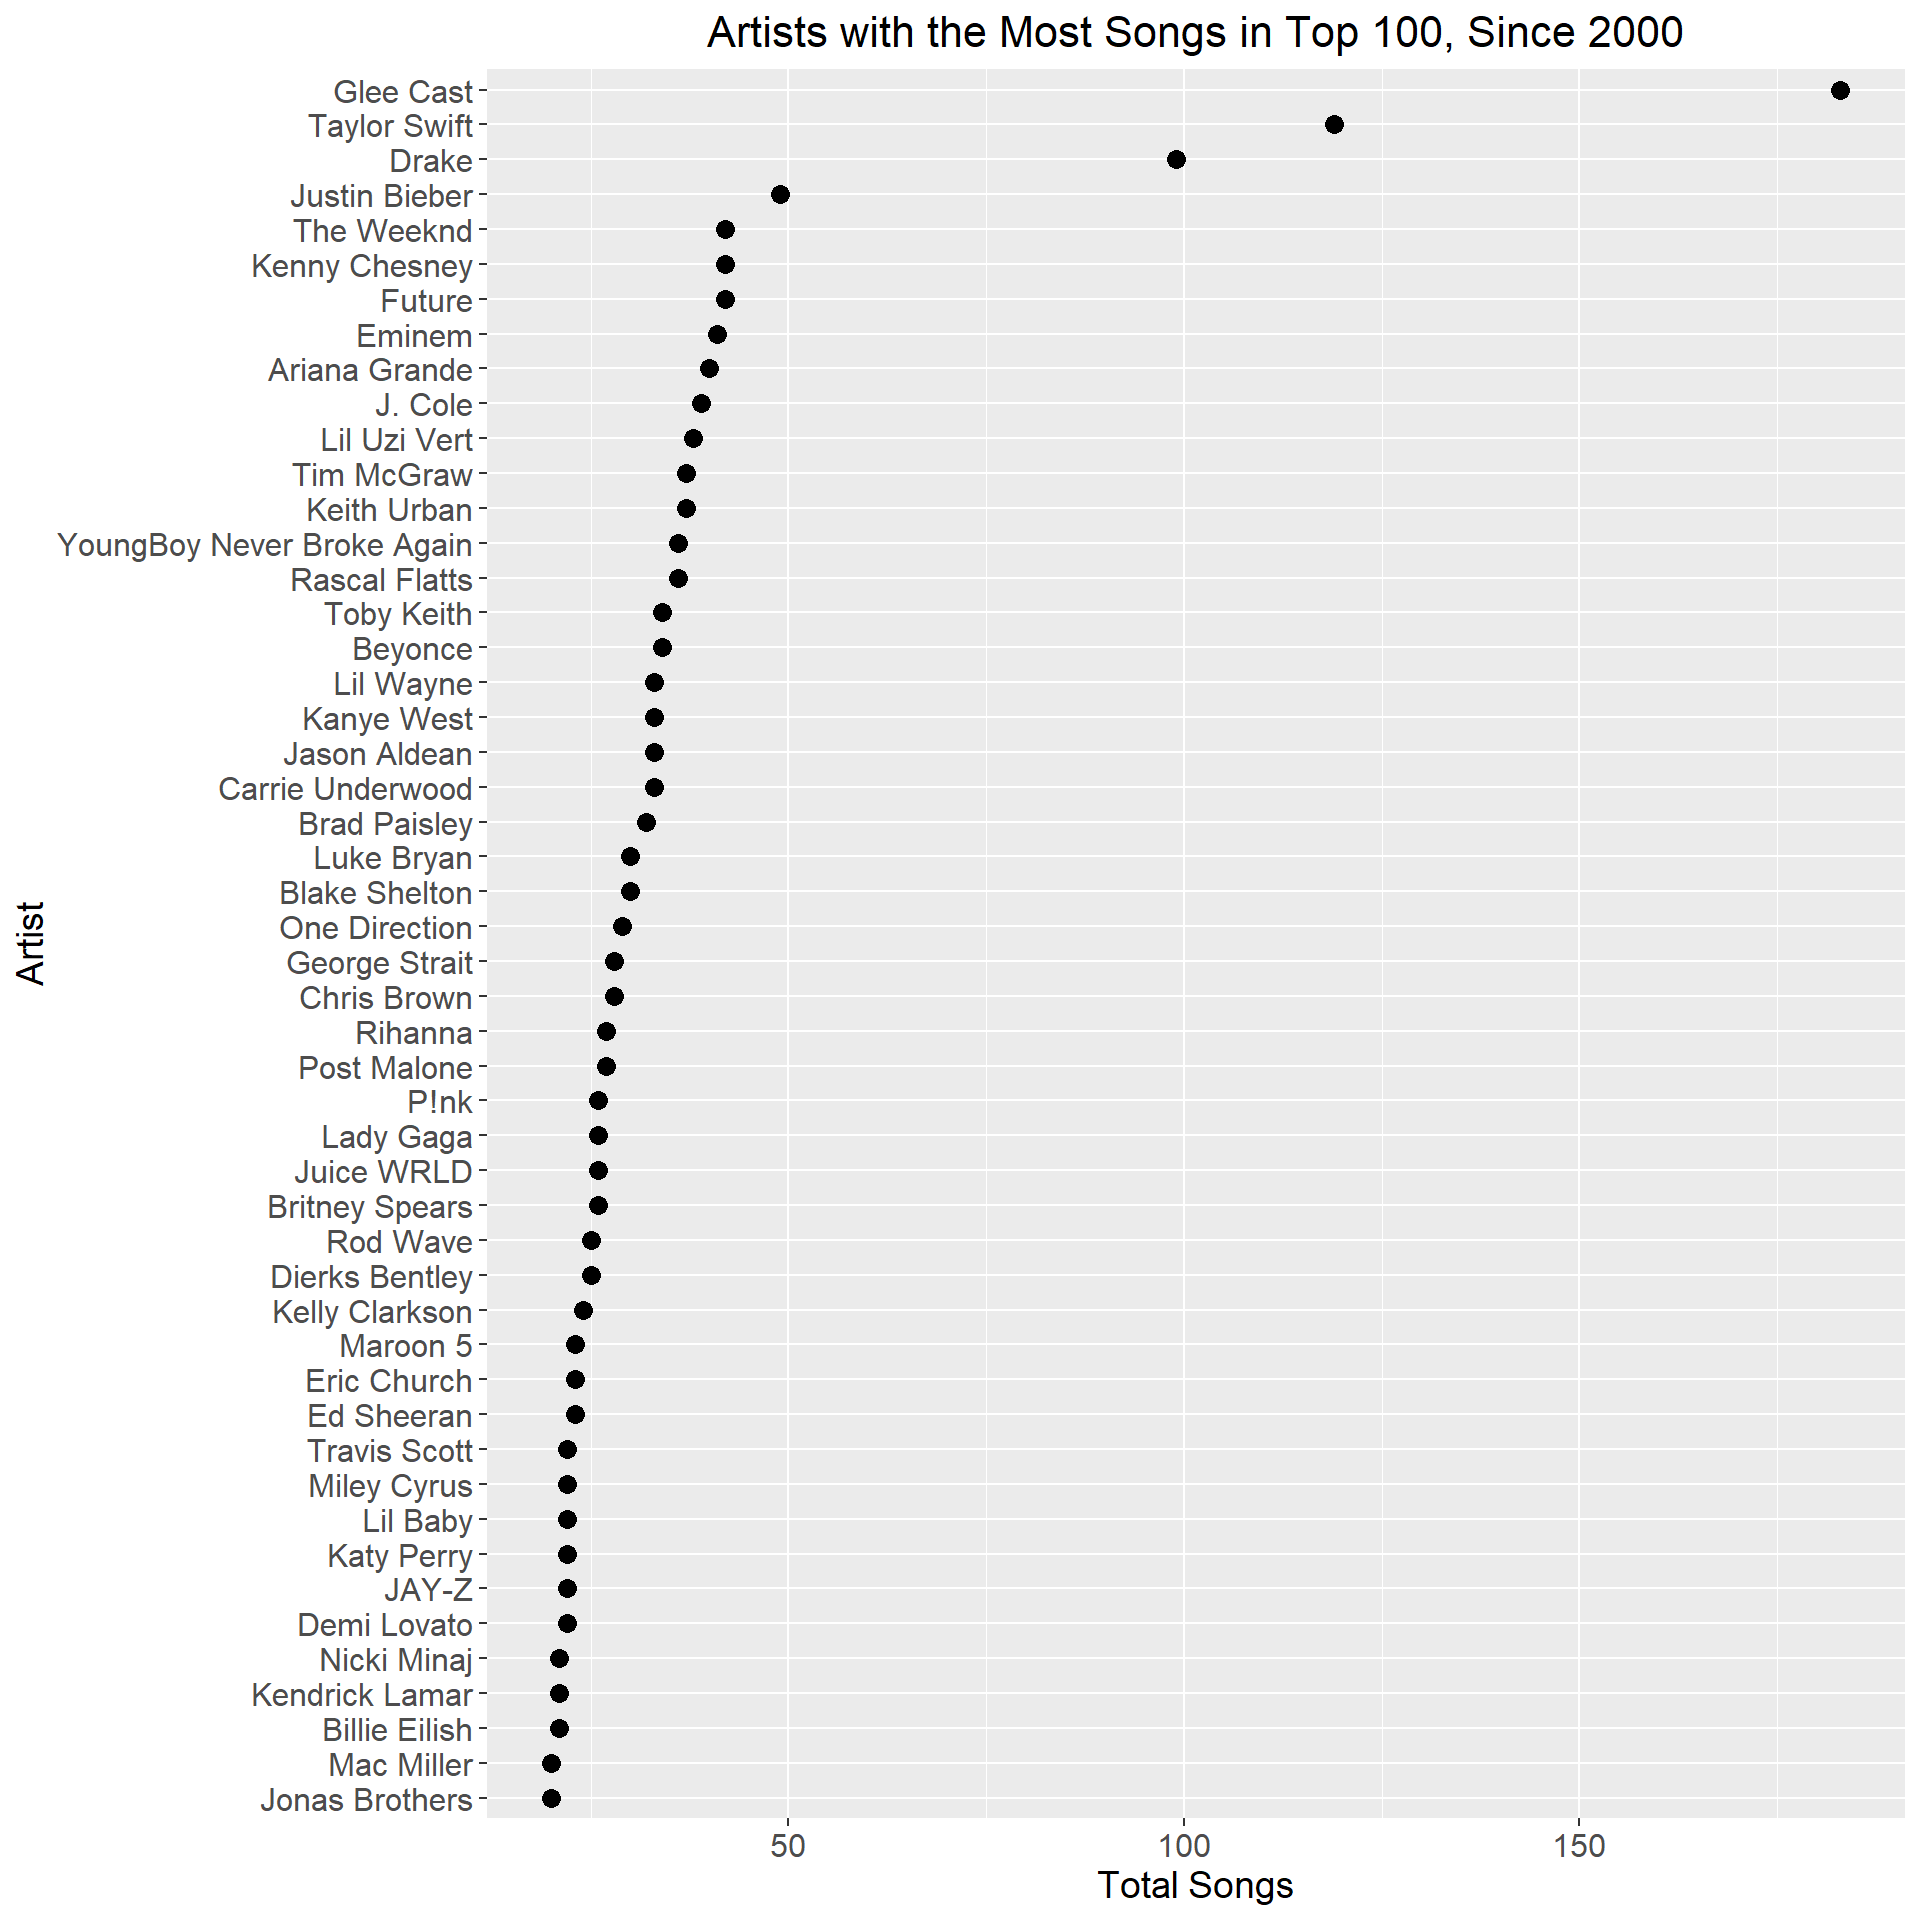 Artists with the Most Songs in Top 100, Since 2000
Glee Cast
Taylor Swift
Drake
Justin Bieber
The Weeknd
Kenny Chesney
Future
Eminem
Ariana Grande
J. Cole
Lil Uzi Vert
Tim McGraw
Keith Urban
YoungBoy Never Broke Again
Rascal Flatts
Toby Keith
Beyonce
Lil Wayne
Kanye West
Jason Aldean
Carrie Underwood
Brad Paisley
Luke Bryan
Blake Shelton
One Direction
George Strait
Chris Brown
Rihanna
Post Malone
P!nk
Lady Gaga
Juice WRLD
Britney Spears
Rod Wave
Dierks Bentley
Kelly Clarkson
Maroon 5
Eric Church
Ed Sheeran
Travis Scott
Miley Cyrus
Lil Baby
Katy Perry
JAY-Z
Demi Lovato
Nicki Minaj
Kendrick Lamar
Billie Eilish
Mac Miller
Jonas Brothers
Artist
50 100 150
Total Songs